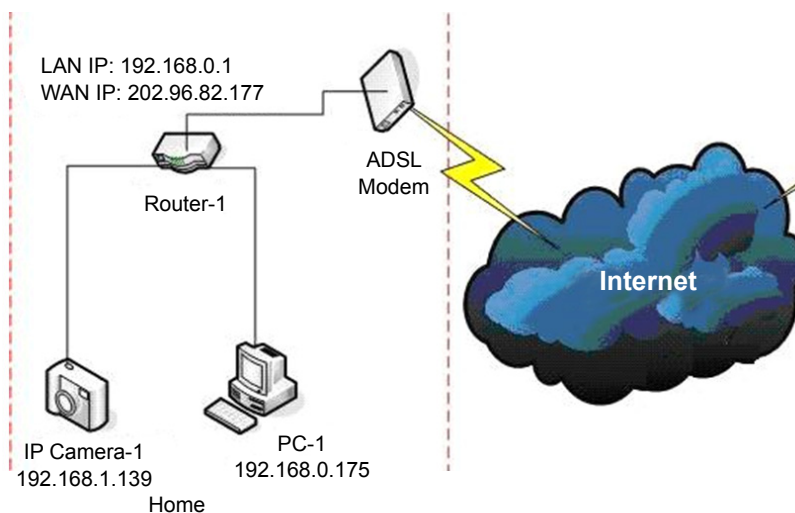 LAN IP: 192.168.0.1
WAN IP: 202.96.82.177
ADSL
Modem
Router-1
Internet
IP Camera-1
192.168.1.139
PC-1
192.168.0.175
Home